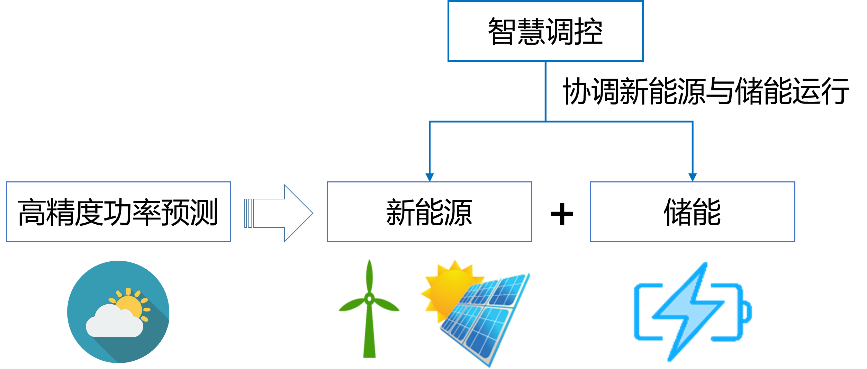 智慧调控
协调新能源与储能运行
高精度功率预测
新能源
+
储能